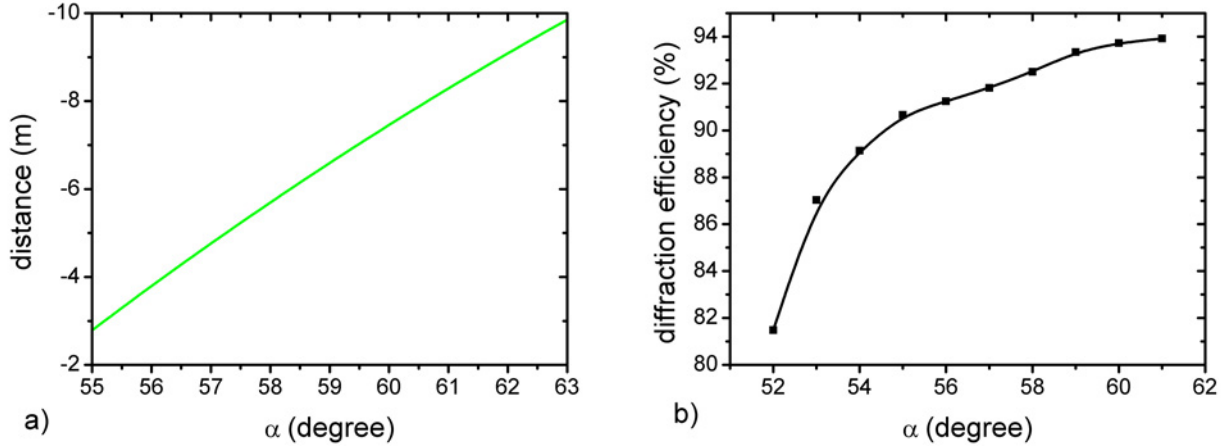 -10
-8
-6
-4
-2
distance (m)
55 56 57 58 59 60 61 62 63
α (degree)
a)
94
92
90
88
86
84
82
80
diffraction efficiency (%)
52 54 56 58 60 62
α (degree)
b)